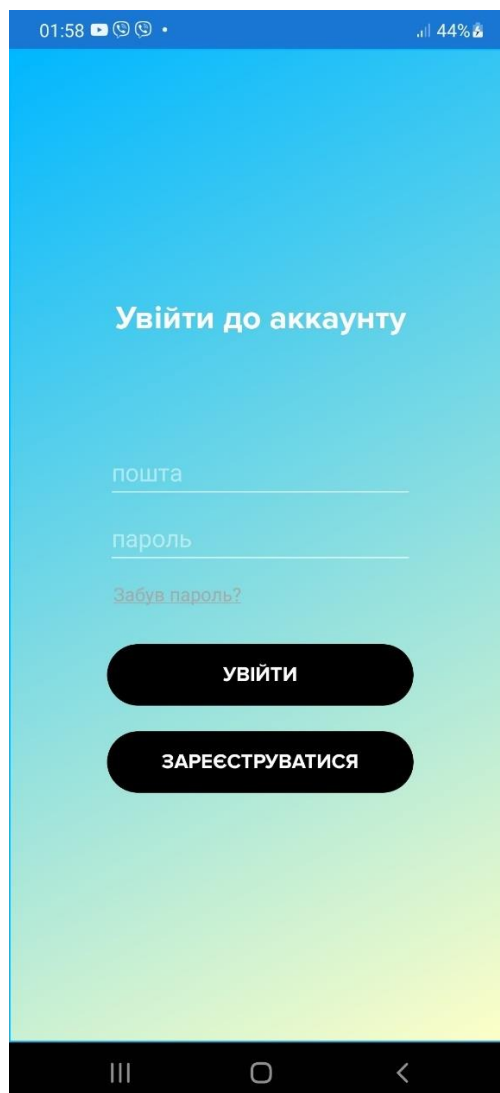 01:58 44%
Увійти до аккаунту
пошта
пароль
Забув пароль?
УВІЙТИ
ЗАРЕЄСТРУВАТИСЯ